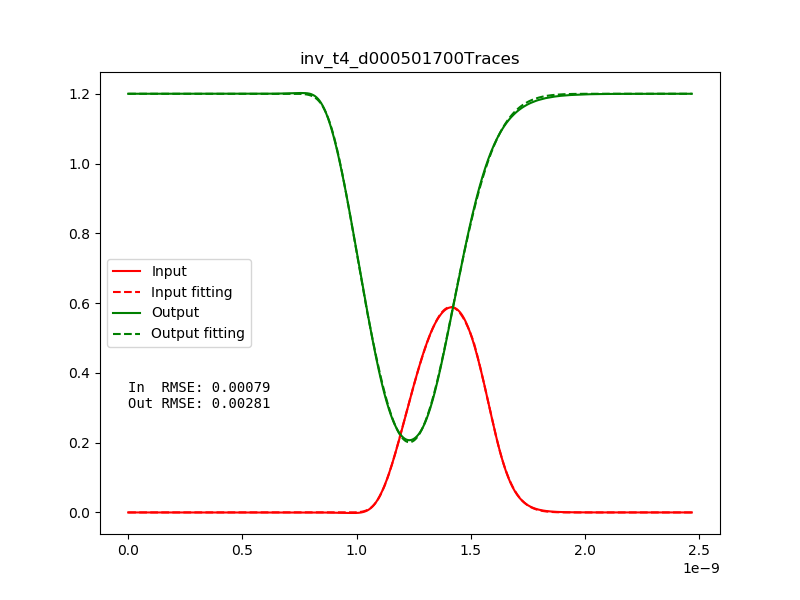 inv_t4_d000501700Traces
1.2
1.0
0.8
0.6
0.4
0.2
0.0
Input
Input fitting
Output
Output fitting
In  RMSE: 0.00079
Out RMSE: 0.00281
0.0 0.5 1.0 1.5 2.0 2.5
1e−9